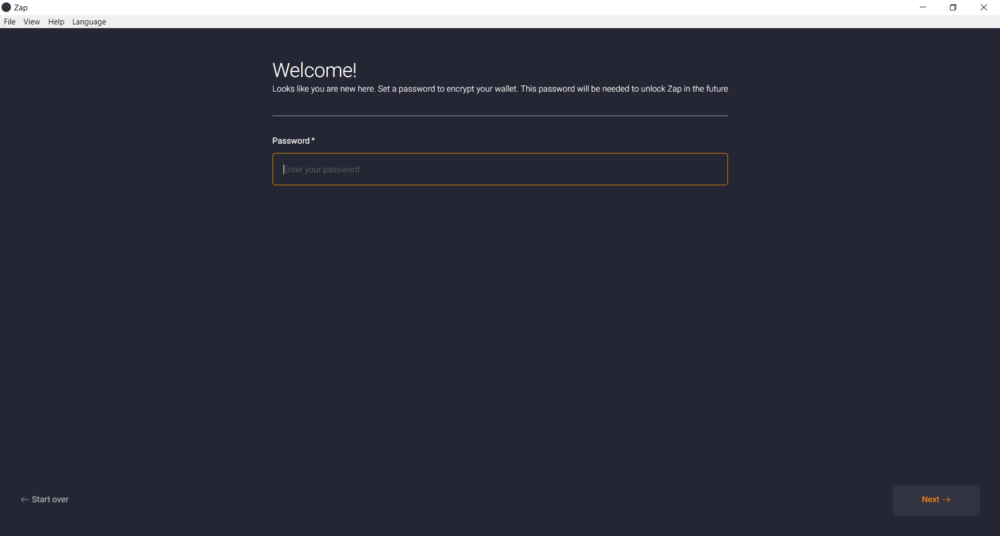 Zap
File View Help Language
Welcome!
Looks like you are new here. Set a password to encrypt your wallet. This password will be needed to unlock Zap in the future
Password *
Enter your password
← Start over
Next →